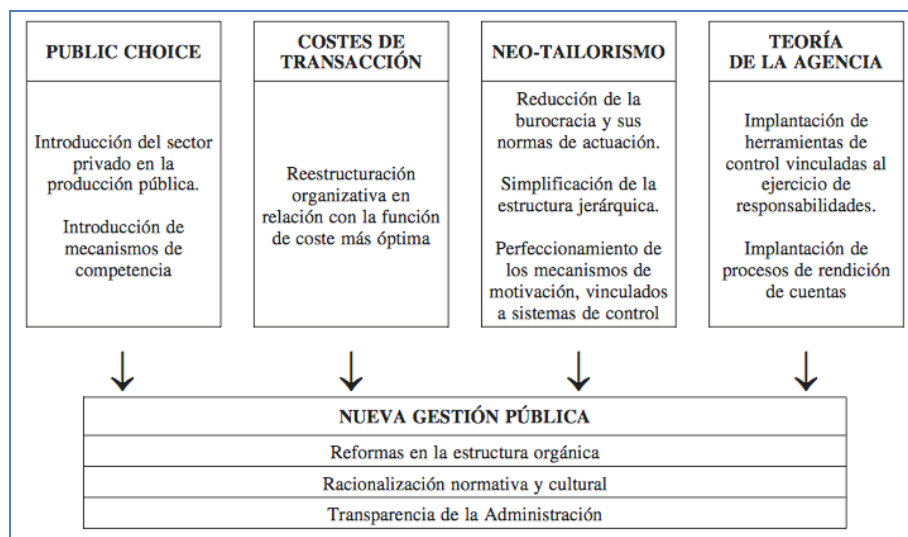 PUBLIC CHOICE
Introducción del sector
privado en la
producción pública.
Introducción de
mecanismos de
competencia
COSTES DE
TRANSACCIÓN
Reestructuración
organizativa en
relación con la función
de coste más óptima
NEO-TAILORISMO
Reducción de la
burocracia y sus
normas de actuación.
Simplificación de la
estructura jerárquica.
Perfeccionamiento de
los mecanismos de
motivación, vinculados
a sistemas de control
TEORÍA
DE LA AGENCIA
Implantación de
herramientas de
control vinculadas al
ejercicio de
responsabilidades.
Implantación de
procesos de rendición
de cuentas
NUEVA GESTIÓN PÚBLICA
Reformas en la estructura orgánica
Racionalización normativa y cultural
Transparencia de la Administración